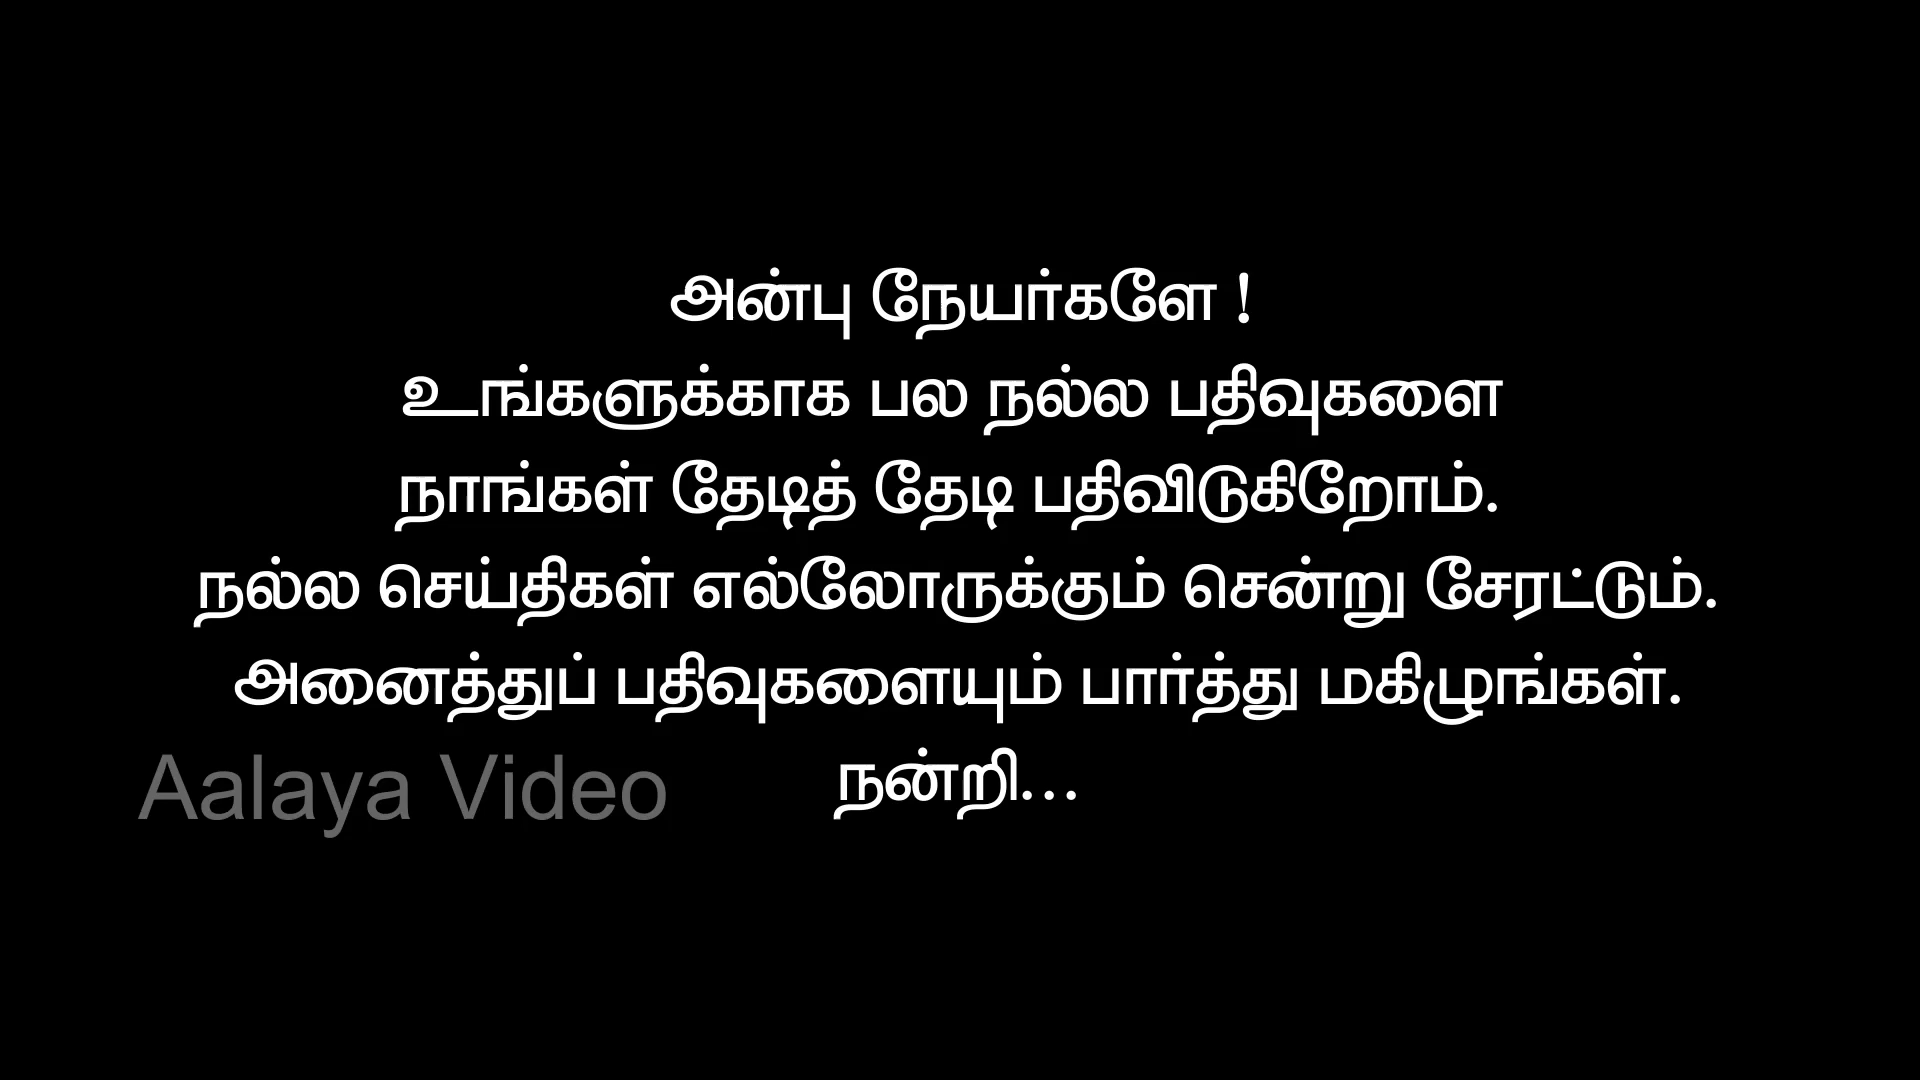 அன்பு நேயர்களே !
உங்களுக்காக பல நல்ல பதிவுகளை
நாங்கள் தேடித் தேடி பதிவிடுகிறோம்.
நல்ல செய்திகள் எல்லோருக்கும் சென்று சேரட்டும்.
அனைத்துப் பதிவுகளையும் பார்த்து மகிழுங்கள்.
நன்றி...
Aalaya Video